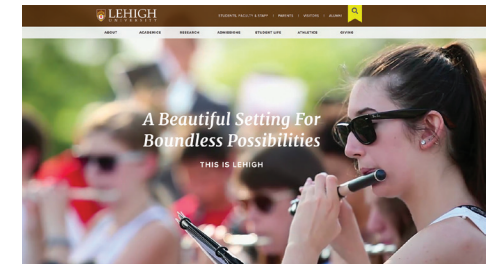 LEHIGH
UNIVERSITY
STUDENTS, FACULTY & STAFF | PARENTS | VISITORS | ALUMNI
ABOUT ACADEMICS RESEARCH ADMISSIONS STUDENT LIFE ATHLETICS GIVING
A Beautiful Setting For
Boundless Possibilities
THIS IS LEHIGH